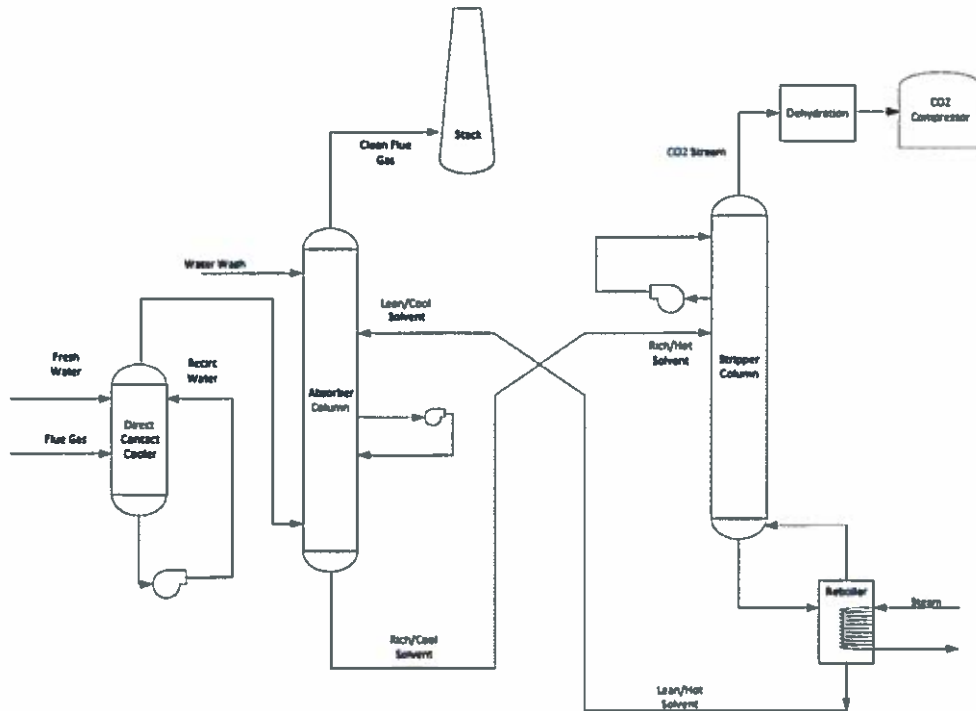 Stack
Clean Flue
Gas
Dehydration
CO2
Compressor
CO2 Stream
Water Wash
Lean/Cool
Solvent
Rich/Hot
Solvent
Stripper
Column
Fresh
Water
Recirc
Water
Absorber
Column
Flue Gas
Direct
Contact
Cooler
Reboiler
Steam
Rich/Cool
Solvent
Lean/Hot
Solvent